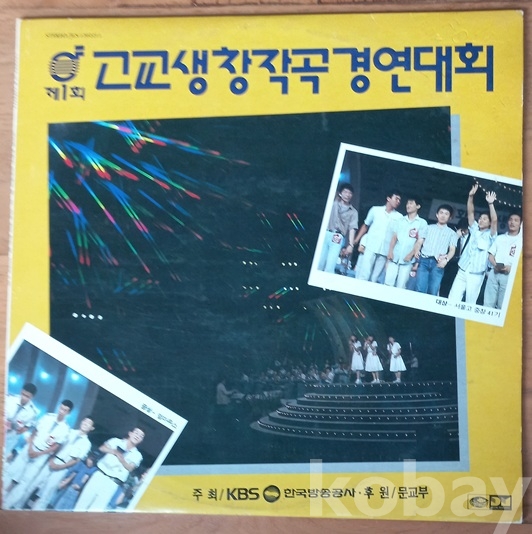 고교생창작곡경연대회
제1회
대상 - 서울고 중창 41기
주 최/KBS 한국방송공사·후 원/문교부
kobay